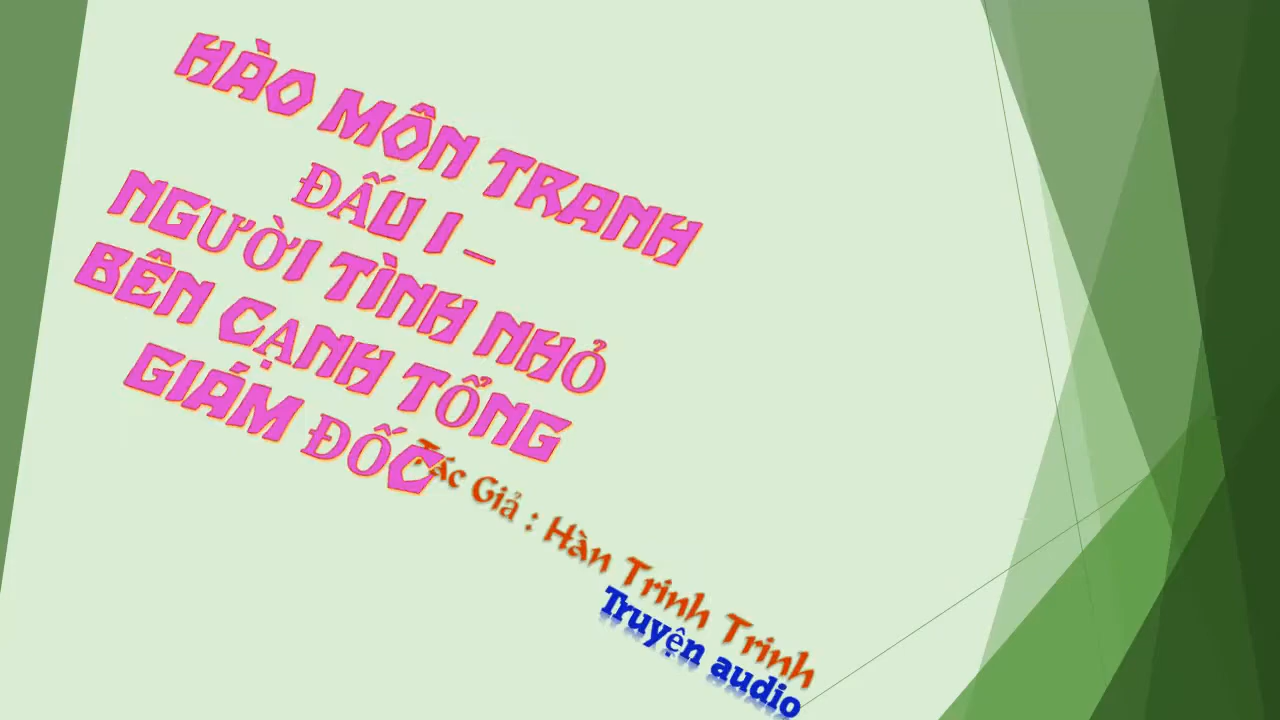 HÀO MÔN TRANH
ĐẤU I –
NGƯỜI TÌNH NHỎ
BÊN CẠNH TỔNG
GIÁM ĐỐC
Tác Giả : Hàn Trinh Trinh
Truyện audio